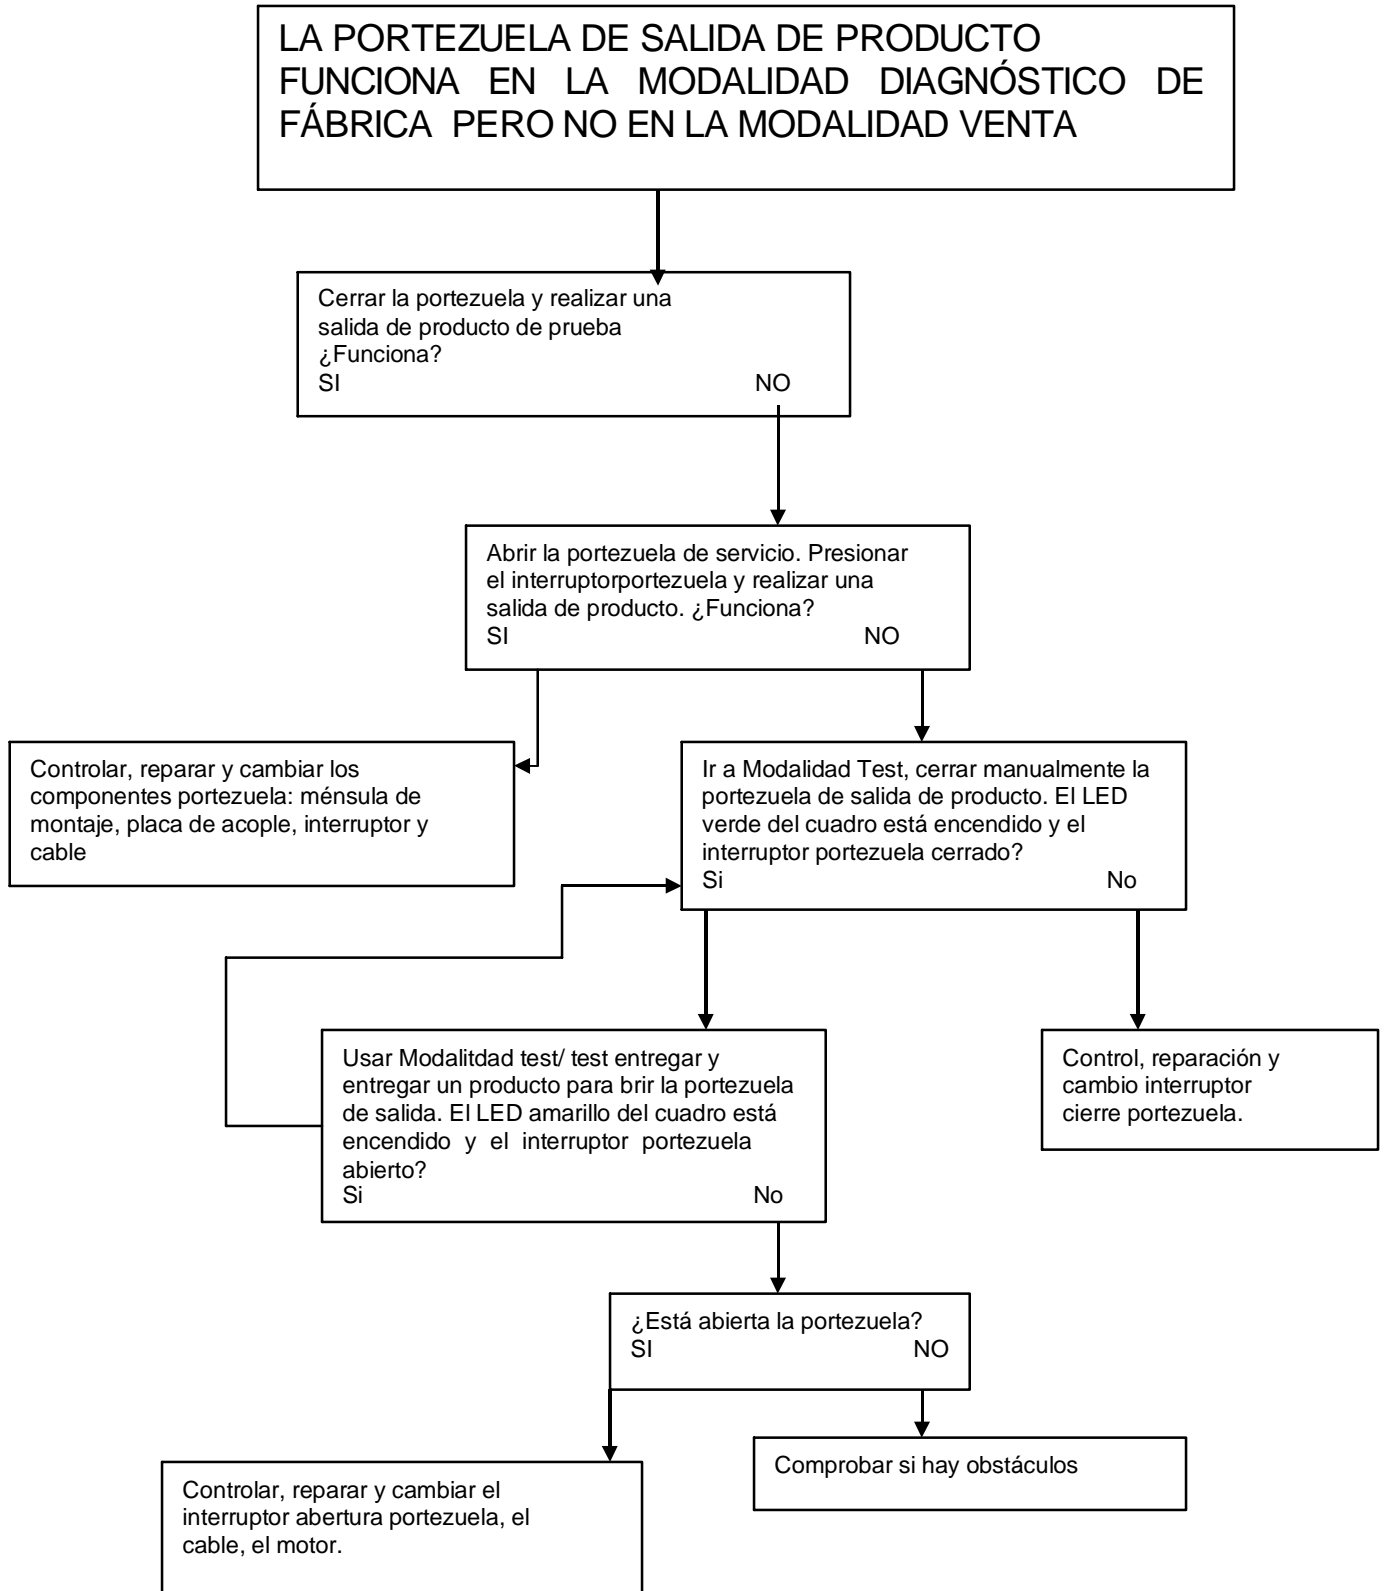 LA PORTEZUELA DE SALIDA DE PRODUCTO
FUNCIONA EN LA MODALIDAD DIAGNÓSTICO DE
FÁBRICA PERO NO EN LA MODALIDAD VENTA
Cerrar la portezuela y realizar una
salida de producto de prueba
¿Funciona?
SI NO
Abrir la portezuela de servicio. Presionar
el interruptorportezuela y realizar una
salida de producto. ¿Funciona?
SI NO
Controlar, reparar y cambiar los
componentes portezuela: ménsula de
montaje, placa de acople, interruptor y
cable
Ir a Modalidad Test, cerrar manualmente la
portezuela de salida de producto. El LED
verde del cuadro está encendido y el
interruptor portezuela cerrado?
Si No
Usar Modalitdad test/ test entregar y
entregar un producto para brir la portezuela
de salida. El LED amarillo del cuadro está
encendido y el interruptor portezuela
abierto?
Si No
Control, reparación y
cambio interruptor
cierre portezuela.
¿Está abierta la portezuela?
SI NO
Comprobar si hay obstáculos
Controlar, reparar y cambiar el
interruptor abertura portezuela, el
cable, el motor.